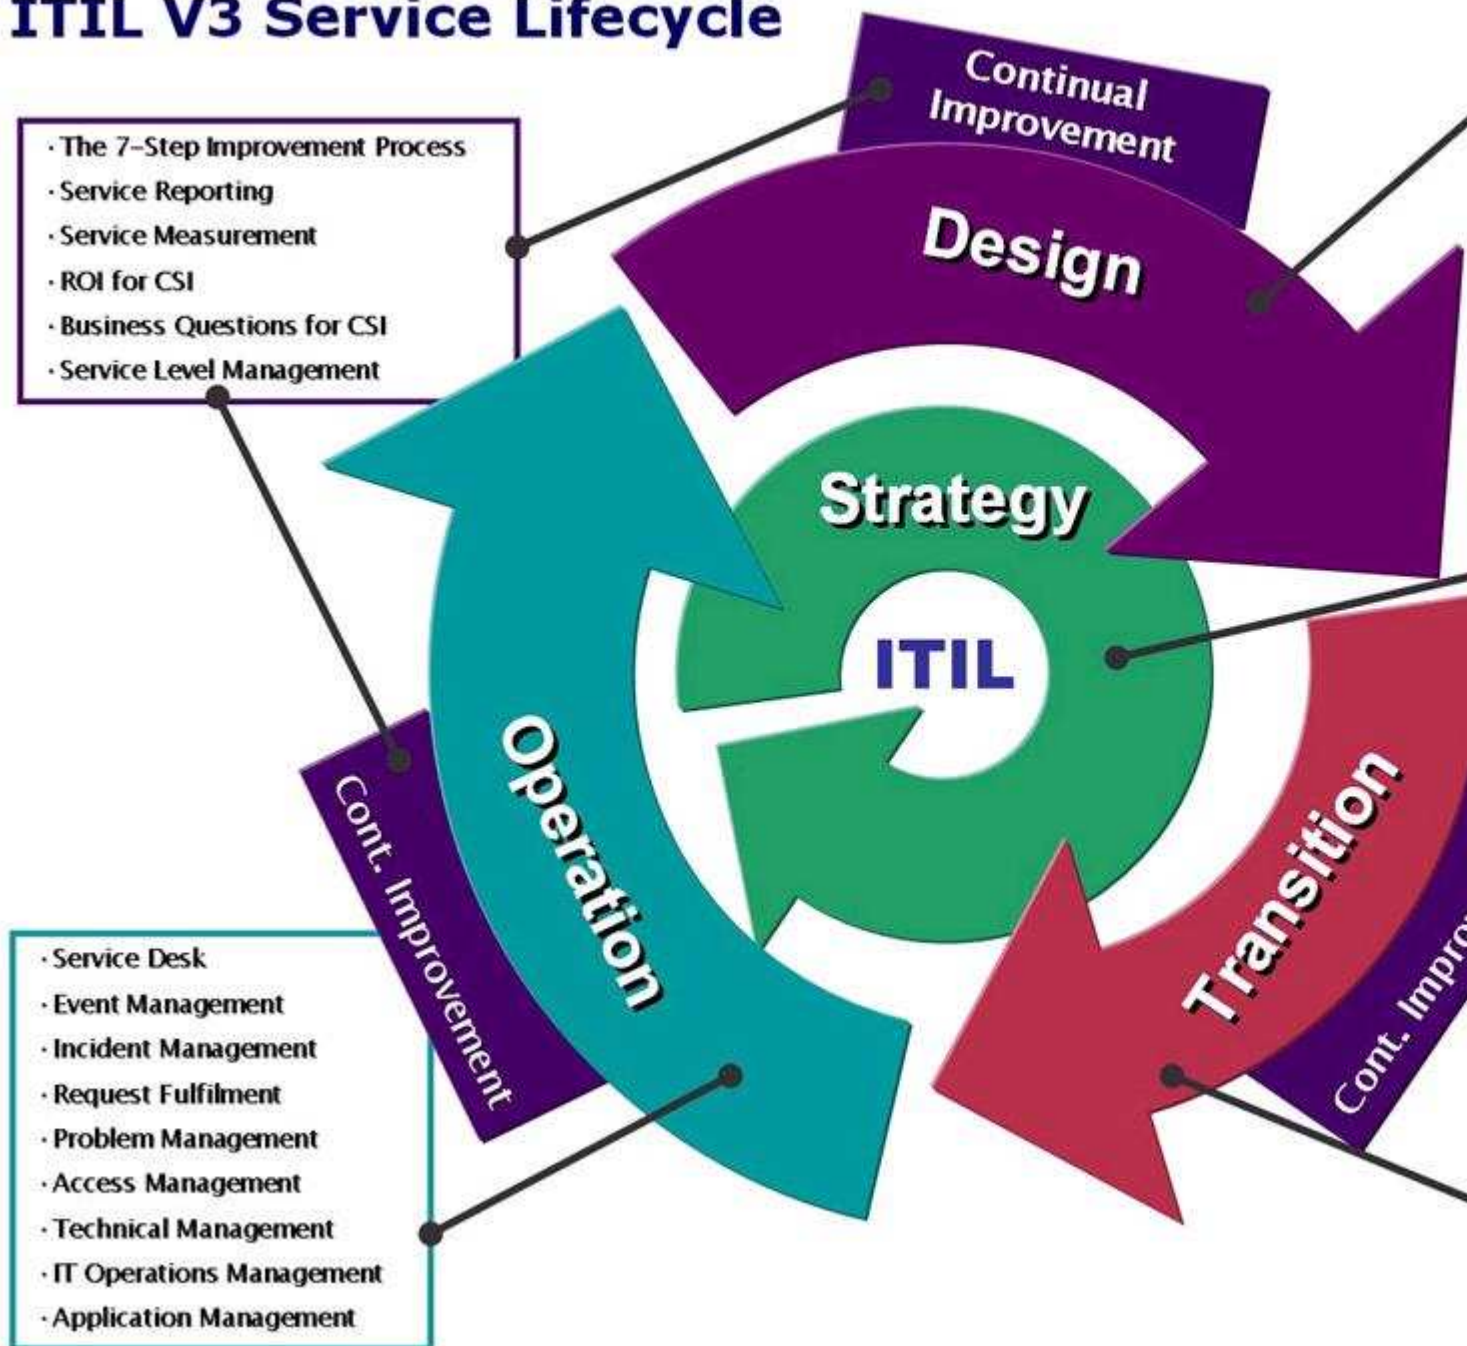 ITIL V3 Service Lifecycle
Continual
Improvement
· The 7-Step Improvement Process
· Service Reporting
· Service Measurement
· ROI for CSI
· Business Questions for CSI
· Service Level Management
Design
Strategy
ITIL
Operation
Transition
Cont. Improvement
Cont.
· Service Desk
· Event Management
· Incident Management
· Request Fulfilment
· Problem Management
· Access Management
· Technical Management
· IT Operations Management
· Application Management